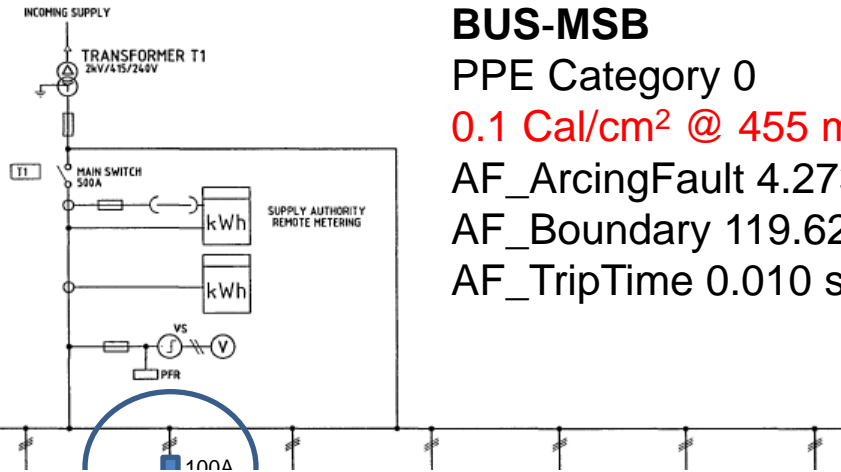 INCOMING SUPPLY
TRANSFORMER T1
2kV/415/240V
T1
MAIN SWITCH
500A
kWh
SUPPLY AUTHORITY
REMOTE METERING
kWh
VS
V
PFR
100A
BUS-MSB
PPE Category 0
0.1 Cal/cm² @ 455
AF_ArcingFault 4.27
AF_Boundary 119.62
AF_TripTime 0.010 s